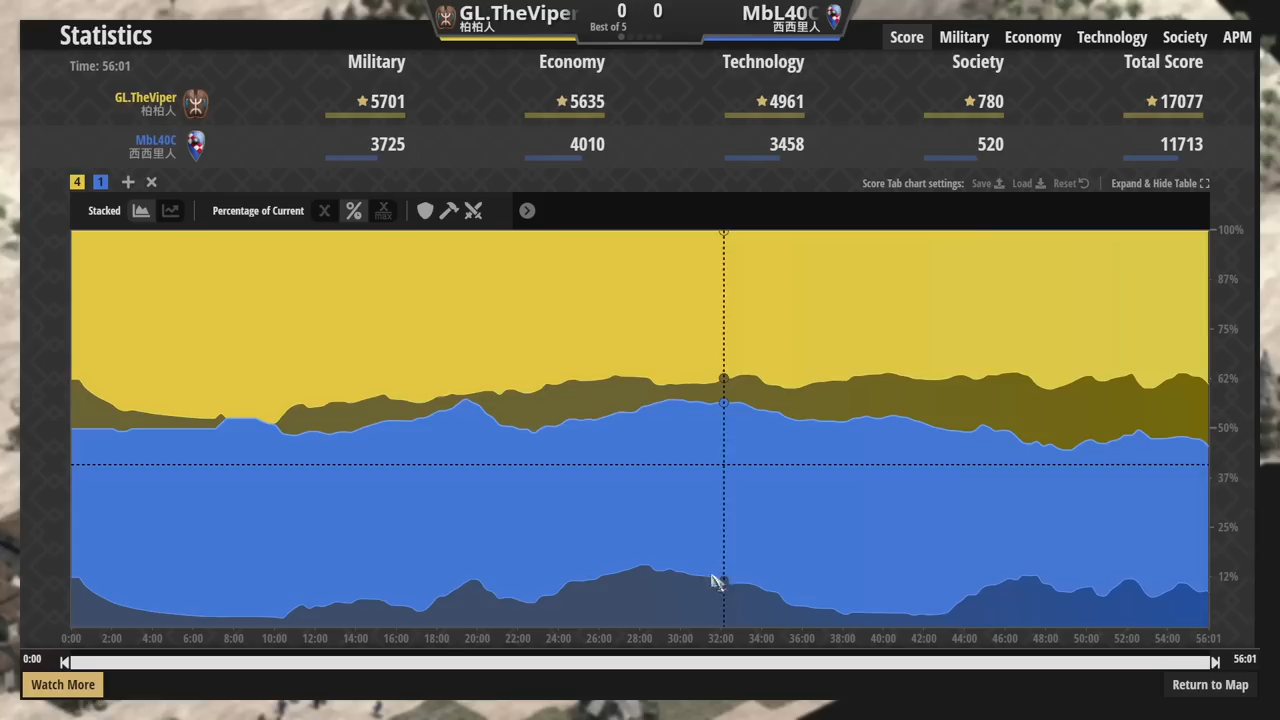 GL.TheViper 0 0 MbL40C
柏柏人 Best of 5 西西里人
Statistics
Score Military Economy Technology Society APM
Time: 56:01 Military Economy Technology Society Total Score
GL.TheViper 5701 5635 4961 780 17077
柏柏人
MbL40C 3725 4010 3458 520 11713
西西里人
4 1 Score Tab chart settings: Save Load Reset Expand & Hide Table
Stacked Percentage of Current X % X max
100%
87%
75%
62%
50%
37%
25%
12%
0:00 2:00 4:00 6:00 8:00 10:00 12:00 14:00 16:00 18:00 20:00 22:00 24:00 26:00 28:00 30:00 32:00 34:00 36:00 38:00 40:00 42:00 44:00 46:00 48:00 50:00 52:00 54:00 56:01
0:00 56:01
Watch More Return to Map